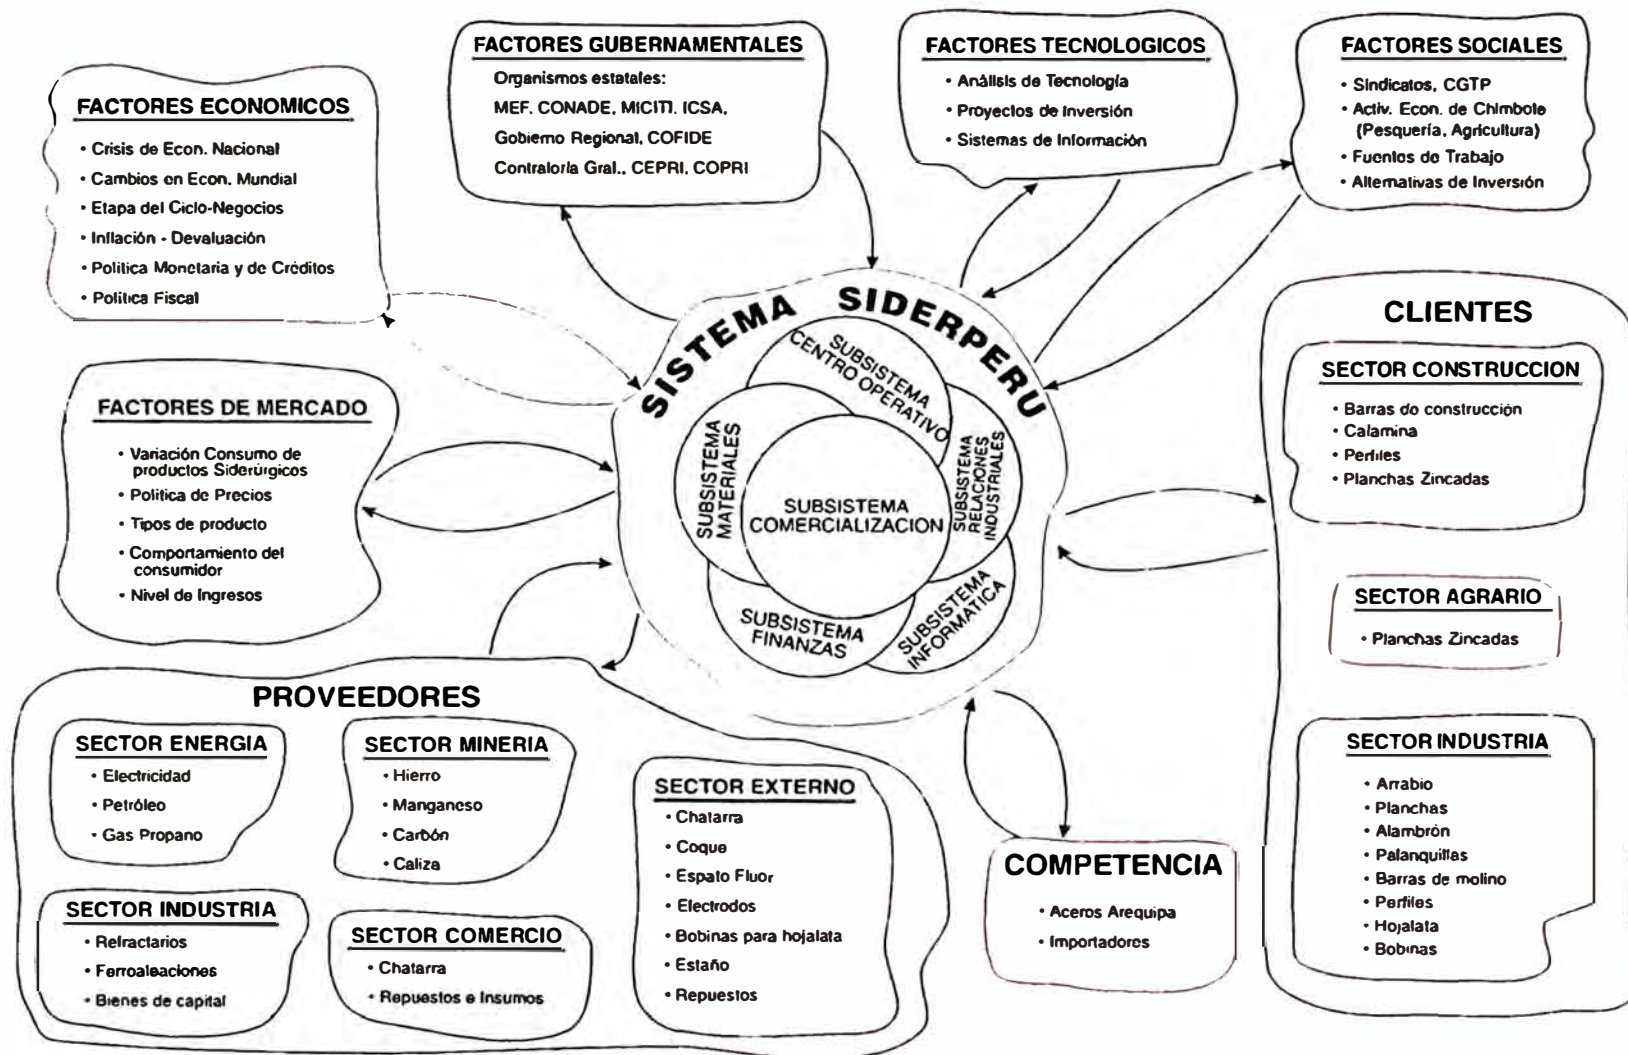 FACTORES ECONOMICOS
• Crisis de Econ. Nacional
• Cambios en Econ. Mundial
• Etapa del Ciclo-Negocios
• Inflación - Devaluación
• Política Monetaria y de Créditos
• Política Fiscal
FACTORES GUBERNAMENTALES
Organismos estatales:
MEF. CONADE, MICITI. ICSA,
Gobierno Regional, COFIDE
Contraloría Gral., CEPRI, COPRI
FACTORES TECNOLOGICOS
• Análisis de Tecnología
• Proyectos de Inversión
• Sistemas de Información
FACTORES SOCIALES
• Sindicatos, CGTP
• Activ. Econ. de Chimbote
(Pesquería, Agricultura)
• Fuentes de Trabajo
• Alternativas de Inversión
FACTORES DE MERCADO
• Variación Consumo de
productos Siderúrgicos
• Política de Precios
• Tipos de producto
• Comportamiento del
consumidor
• Nivel de Ingresos
SISTEMA SIDERPERU
SUBSISTEMA
CENTRO OPERATIVO
SUBSISTEMA
MATERIALES
SUBSISTEMA
COMERCIALIZACION
SUBSISTEMA
RELACIONES
INDUSTRIALES
SUBSISTEMA
FINANZAS
SUBSISTEMA
INFORMATICA
CLIENTES
SECTOR CONSTRUCCION
• Barras de construcción
• Calamina
• Perfiles
• Planchas Zincadas
SECTOR AGRARIO
• Planchas Zincadas
SECTOR INDUSTRIA
• Arrabio
• Planchas
• Alambrón
• Palanquillas
• Barras de molino
• Perfiles
• Hojalata
• Bobinas
PROVEEDORES
SECTOR ENERGIA
• Electricidad
• Petróleo
• Gas Propano
SECTOR MINERIA
• Hierro
• Manganeso
• Carbón
• Caliza
SECTOR INDUSTRIA
• Refractarios
• Ferroaleaciones
• Bienes de capital
SECTOR COMERCIO
• Chatarra
• Repuestos e Insumos
SECTOR EXTERNO
• Chatarra
• Coque
• Espato Fluor
• Electrodos
• Bobinas para hojalata
• Estaño
• Repuestos
COMPETENCIA
• Aceros Arequipa
• Importadores